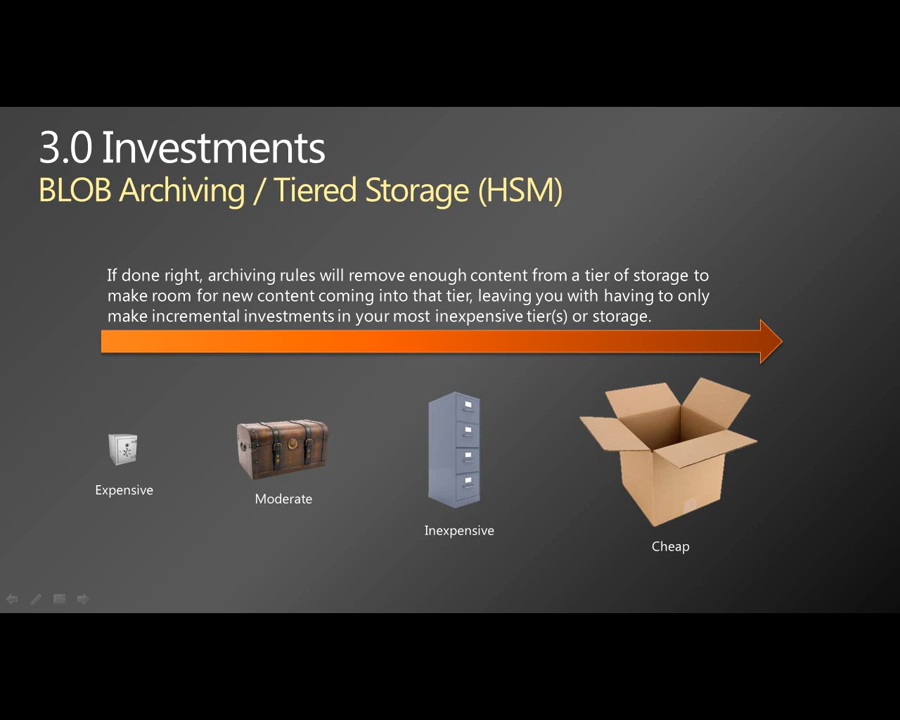 3.0 Investments
BLOB Archiving / Tiered Storage (HSM)
If done right, archiving rules will remove enough content from a tier of storage to
make room for new content coming into that tier, leaving you with having to only
make incremental investments in your most inexpensive tier(s) or storage.
Expensive
Moderate
Inexpensive
Cheap